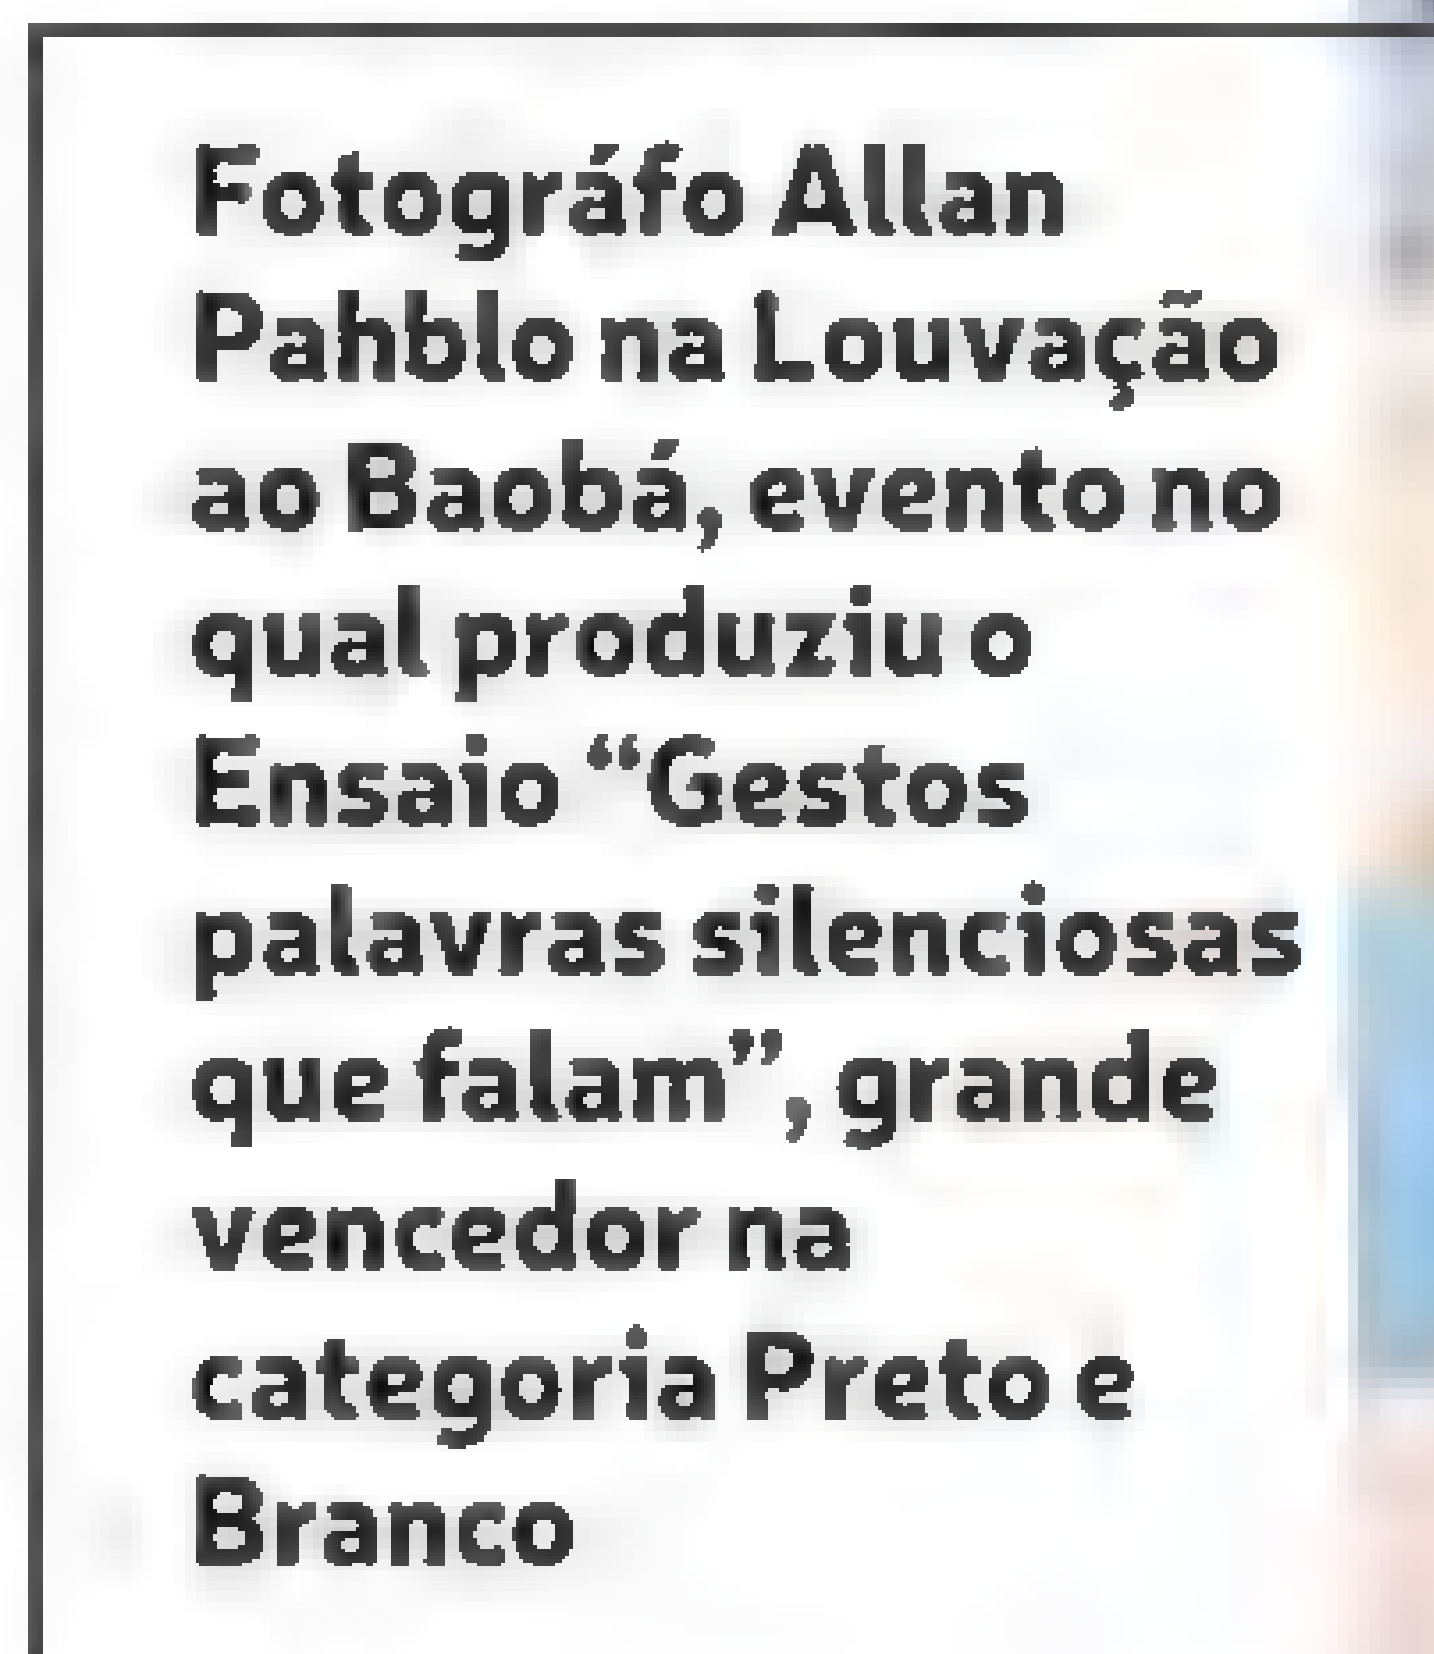 Fotográfo Allan
Pahblo na Louvação
ao Baobá, evento no
qual produziu o
Ensaio “Gestos
palavras silenciosas
que falam”, grande
vencedor na
categoria Preto e
Branco